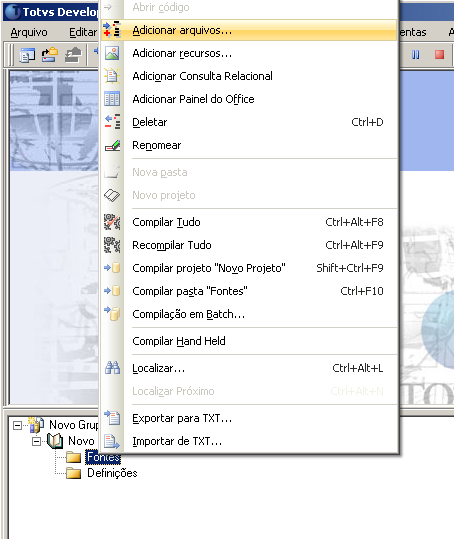 Totvs Develop
Abrir código
Arquivo Editar
Adicionar arquivos...
Adicionar recursos...
Adicionar Consulta Relacional
Adicionar Painel do Office
Deletar Ctrl+D
Renomear
Nova pasta
Novo projeto
Compilar Tudo Ctrl+Alt+F8
Recompilar Tudo Ctrl+Alt+F9
Compilar projeto "Novo Projeto" Shift+Ctrl+F9
Compilar pasta "Fontes" Ctrl+F10
Compilação em Batch...
Compilar Hand Held
Localizar... Ctrl+Alt+L
Localizar Próximo Ctrl+Alt+N
Exportar para TXT...
Importar de TXT...
Novo Grup
Novo
Fontes
Definições